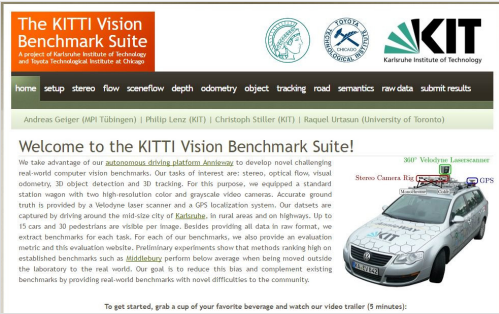 The KITTI Vision
Benchmark Suite
A project of Karlsruhe Institute of Technology
and Toyota Technological Institute at Chicago
TOYOTA TECHNOLOGICAL INSTITUTE
CHICAGO
KIT
Karlsruhe Institute of Technology
home setup stereo flow sceneflow depth odometry object tracking road semantics raw data submit results
Andreas Geiger (MPI Tübingen) | Philip Lenz (KIT) | Christoph Stiller (KIT) | Raquel Urtasun (University of Toronto)
Welcome to the KITTI Vision Benchmark Suite!
We take advantage of our autonomous driving platform Annieway to develop novel challenging
real-world computer vision benchmarks. Our tasks of interest are: stereo, optical flow, visual
odometry, 3D object detection and 3D tracking. For this purpose, we equipped a standard
station wagon with two high-resolution color and grayscale video cameras. Accurate ground
truth is provided by a Velodyne laser scanner and a GPS localization system. Our datsets are
captured by driving around the mid-size city of Karlsruhe, in rural areas and on highways. Up to
15 cars and 30 pedestrians are visible per image. Besides providing all data in raw format, we
extract benchmarks for each task. For each of our benchmarks, we also provide an evaluation
metric and this evaluation website. Preliminary experiments show that methods ranking high on
established benchmarks such as Middlebury perform below average when being moved outside
the laboratory to the real world. Our goal is to reduce this bias and complement existing
benchmarks by providing real-world benchmarks with novel difficulties to the community.
360° Velodyne Laserscanner
Stereo Camera Rig
GPS
To get started, grab a cup of your favorite beverage and watch our video trailer (5 minutes):